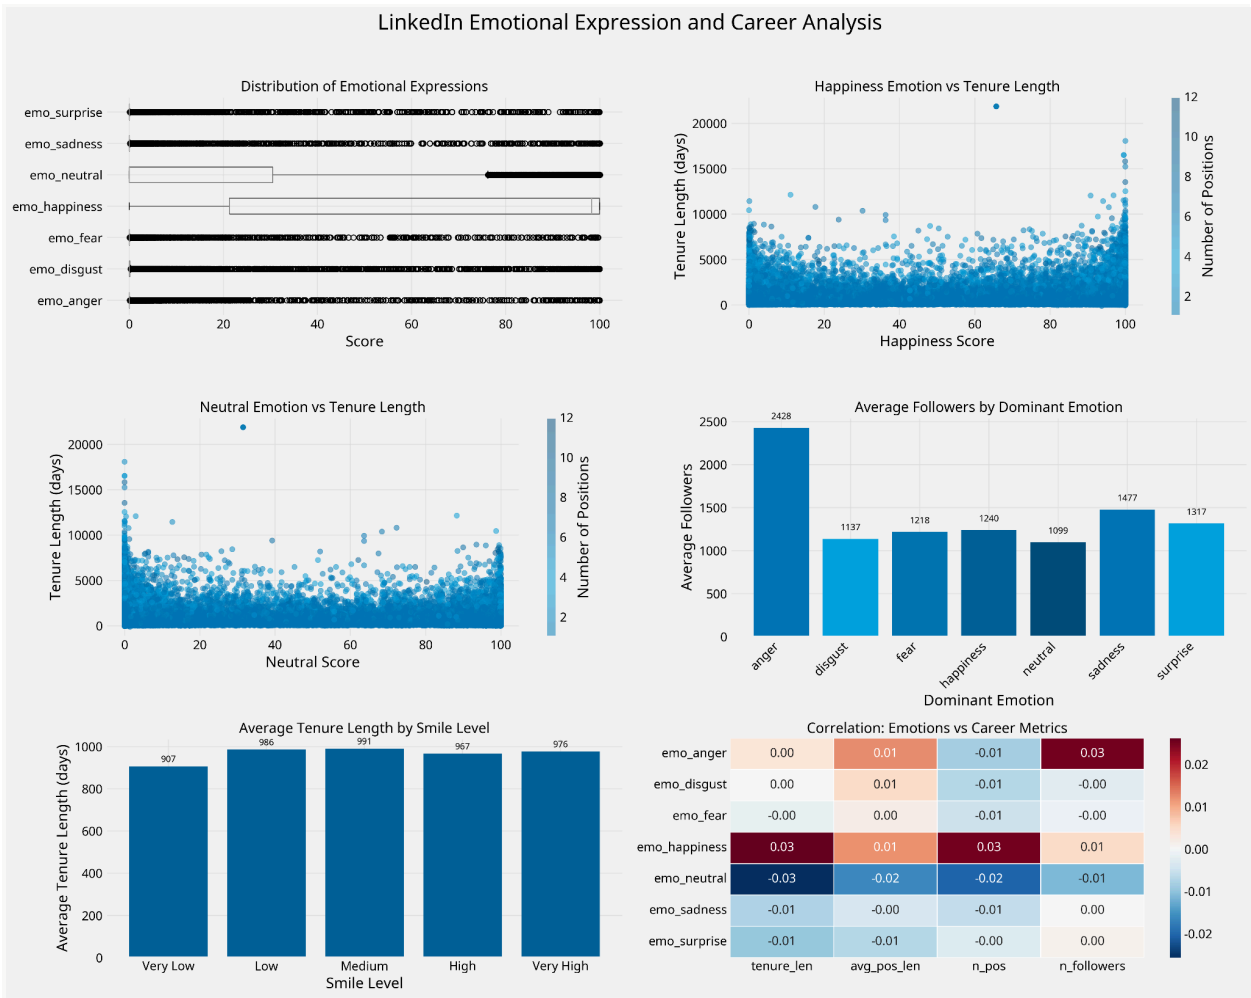 LinkedIn Emotional Expression and Career Analysis
Distribution of Emotional Expressions
emo_surprise
emo_sadness
emo_neutral
emo_happiness
emo_fear
emo_disgust
emo_anger
0 20 40 60 80 100
Score
Happiness Emotion vs Tenure Length
Tenure Length (days)
20000
15000
10000
5000
0
0 20 40 60 80 100
Happiness Score
12
10
8
6
4
2
Number of Positions
Neutral Emotion vs Tenure Length
Tenure Length (days)
20000
15000
10000
5000
0
0 20 40 60 80 100
Neutral Score
12
10
8
6
4
2
Number of Positions
Average Followers by Dominant Emotion
Average Followers
2500
2000
1500
1000
500
0
2428 1137 1218 1240 1099 1477 1317
anger disgust fear happiness neutral sadness surprise
Dominant Emotion
Average Tenure Length by Smile Level
Average Tenure Length (days)
1000
800
600
400
200
0
907 986 991 967 976
Very Low Low Medium High Very High
Smile Level
Correlation: Emotions vs Career Metrics
emo_anger 0.00 0.01 -0.01 0.03
emo_disgust 0.00 0.01 -0.01 -0.00
emo_fear -0.00 0.00 -0.01 -0.00
emo_happiness 0.03 0.01 0.03 0.01
emo_neutral -0.03 -0.02 -0.02 -0.01
emo_sadness -0.01 -0.00 -0.01 0.00
emo_surprise -0.01 -0.01 -0.00 0.00
tenure_len avg_pos_len n_pos n_followers
0.02
0.01
0.00
-0.01
-0.02